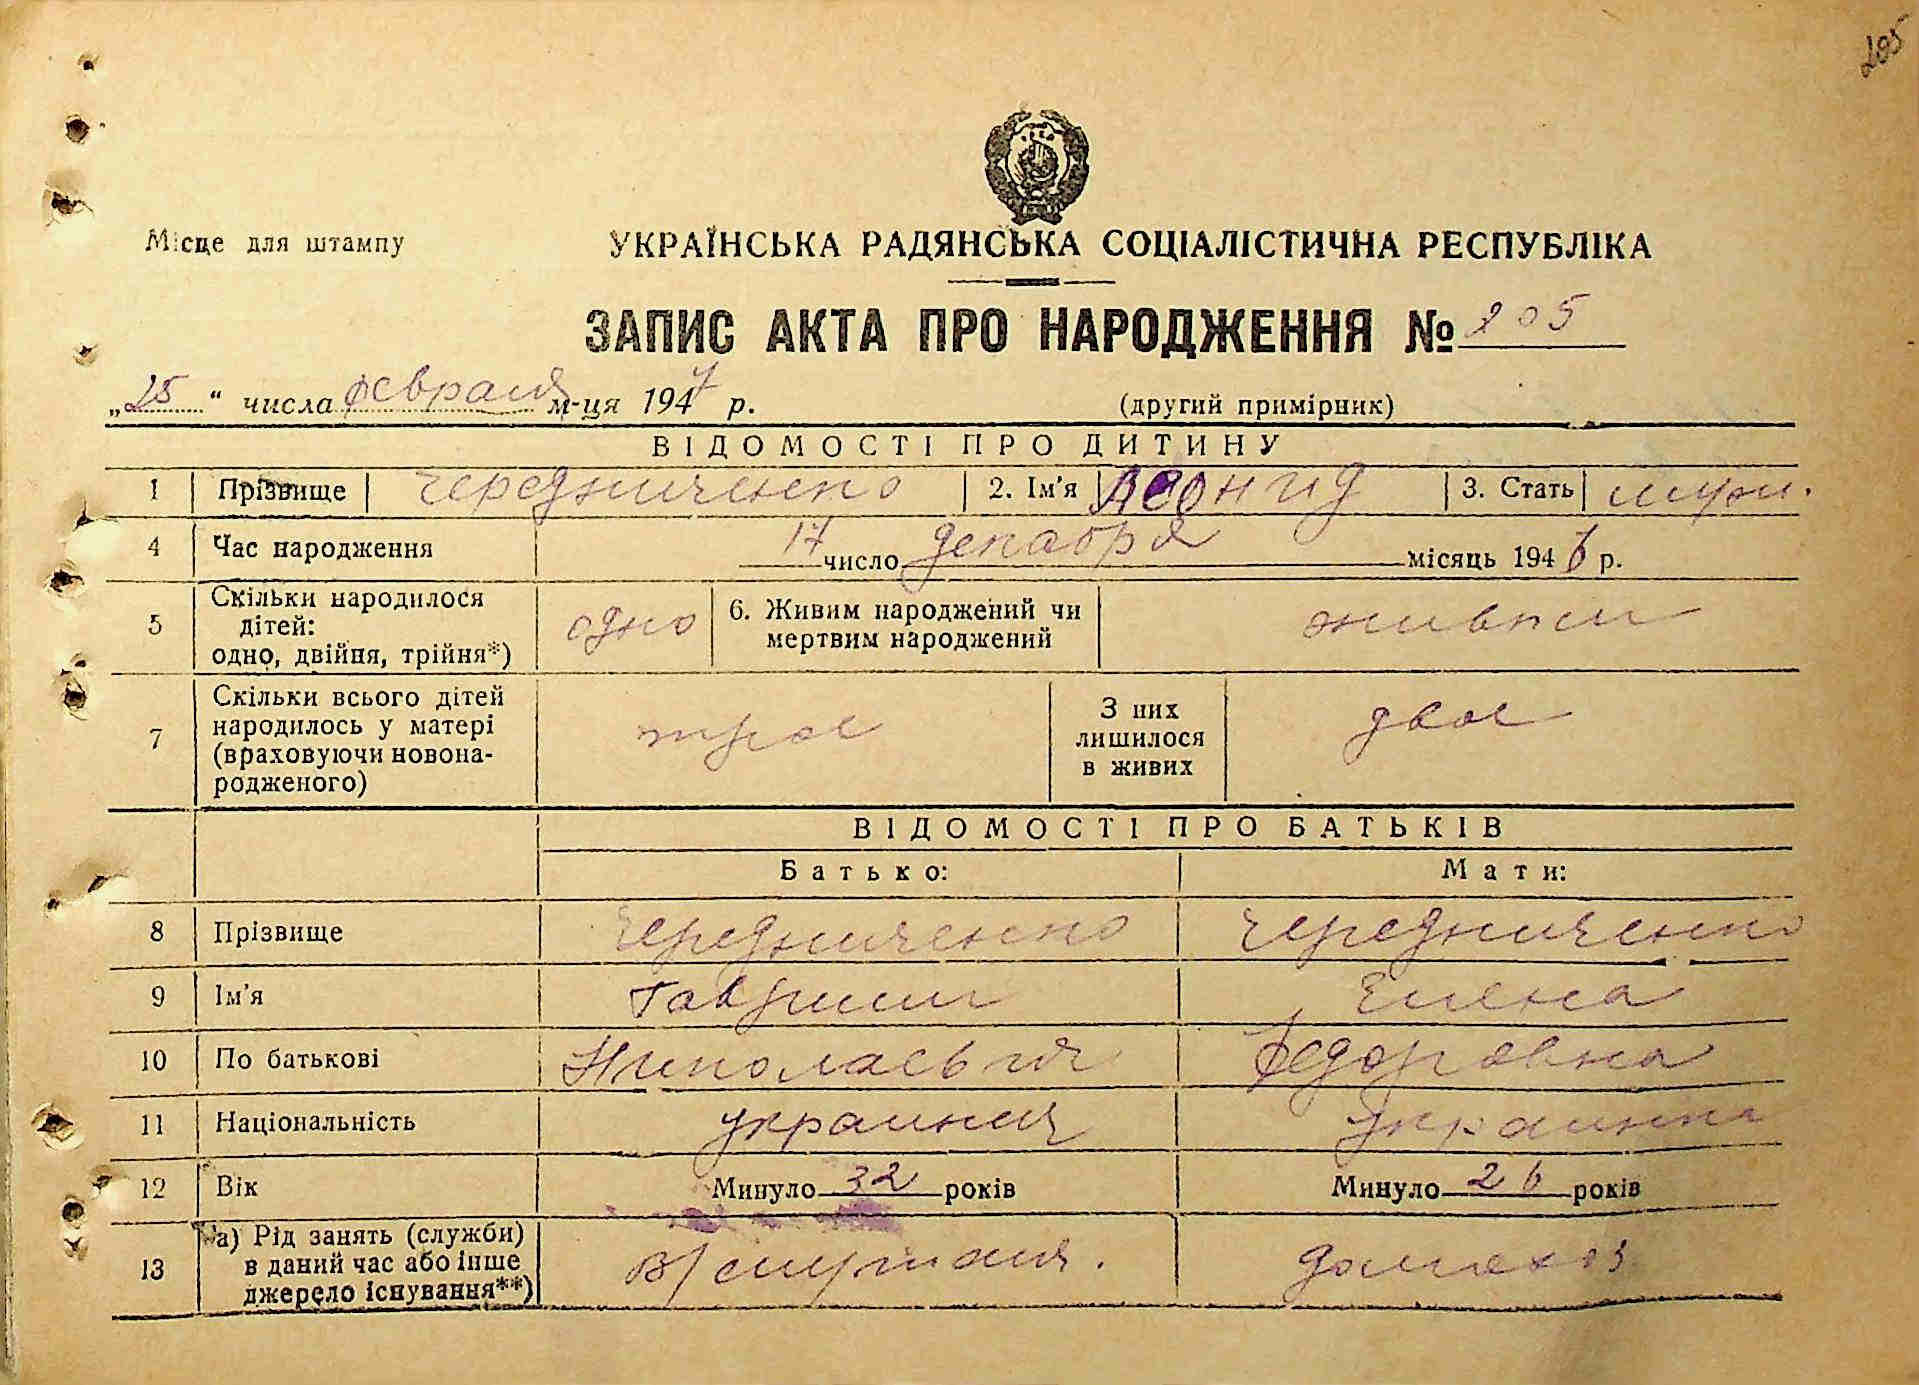 205
Місце для штампу
УКРАЇНСЬКА РАДЯНСЬКА СОЦІАЛІСТИЧНА РЕСПУБЛІКА
ЗАПИС АКТА ПРО НАРОДЖЕННЯ № 205
„25“ числа февраля м-ця 1947 р.
(другий примірник)
ВІДОМОСТІ ПРО ДИТИНУ
1 Прізвище Чередниченко 2. Ім'я Леонид 3. Стать муж.
4 Час народження 17 число декабря місяць 1946 р.
5 Скільки народилося дітей: одно, двійня, трійня*) одно 6. Живим народжений чи мертвим народжений живым
7 Скільки всього дітей народилось у матері (враховуючи новонародженого) трое З них лишилося в живих двое
ВІДОМОСТІ ПРО БАТЬКІВ
Батько: Мати:
8 Прізвище Чередниченко Чередниченко
9 Ім'я Гавриил Елена
10 По батькові Николаевич Федоровна
11 Національність украинец украинка
12 Вік Минуло 32 років Минуло 26 років
13 а) Рід занять (служби) в даний час або інше джерело існування**) в/служащ. домохоз